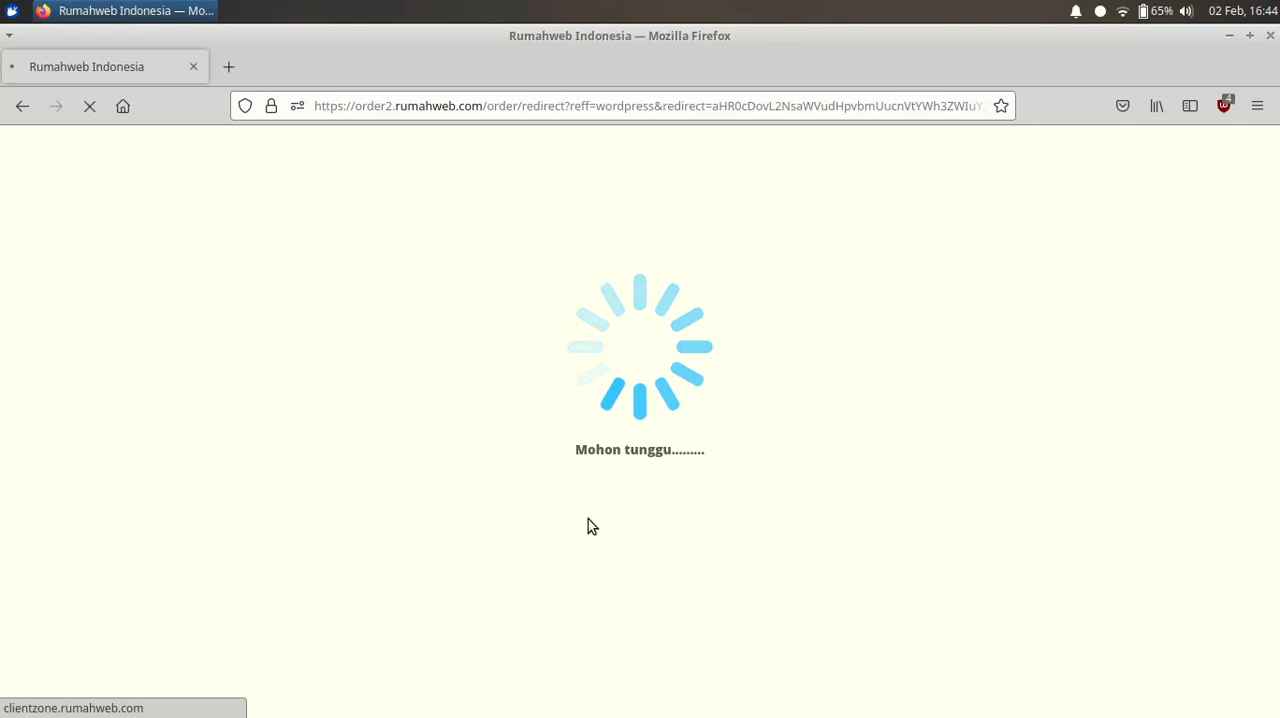 Rumahweb Indonesia — Mo...
65%
02 Feb, 16:44
Rumahweb Indonesia — Mozilla Firefox
Rumahweb Indonesia
https://order2.rumahweb.com/order/redirect?reff=wordpress&redirect=aHR0cDovL2NsaWVudHpvbmUucnVtYWh3ZWIu
4
Mohon tunggu.........
clientzone.rumahweb.com